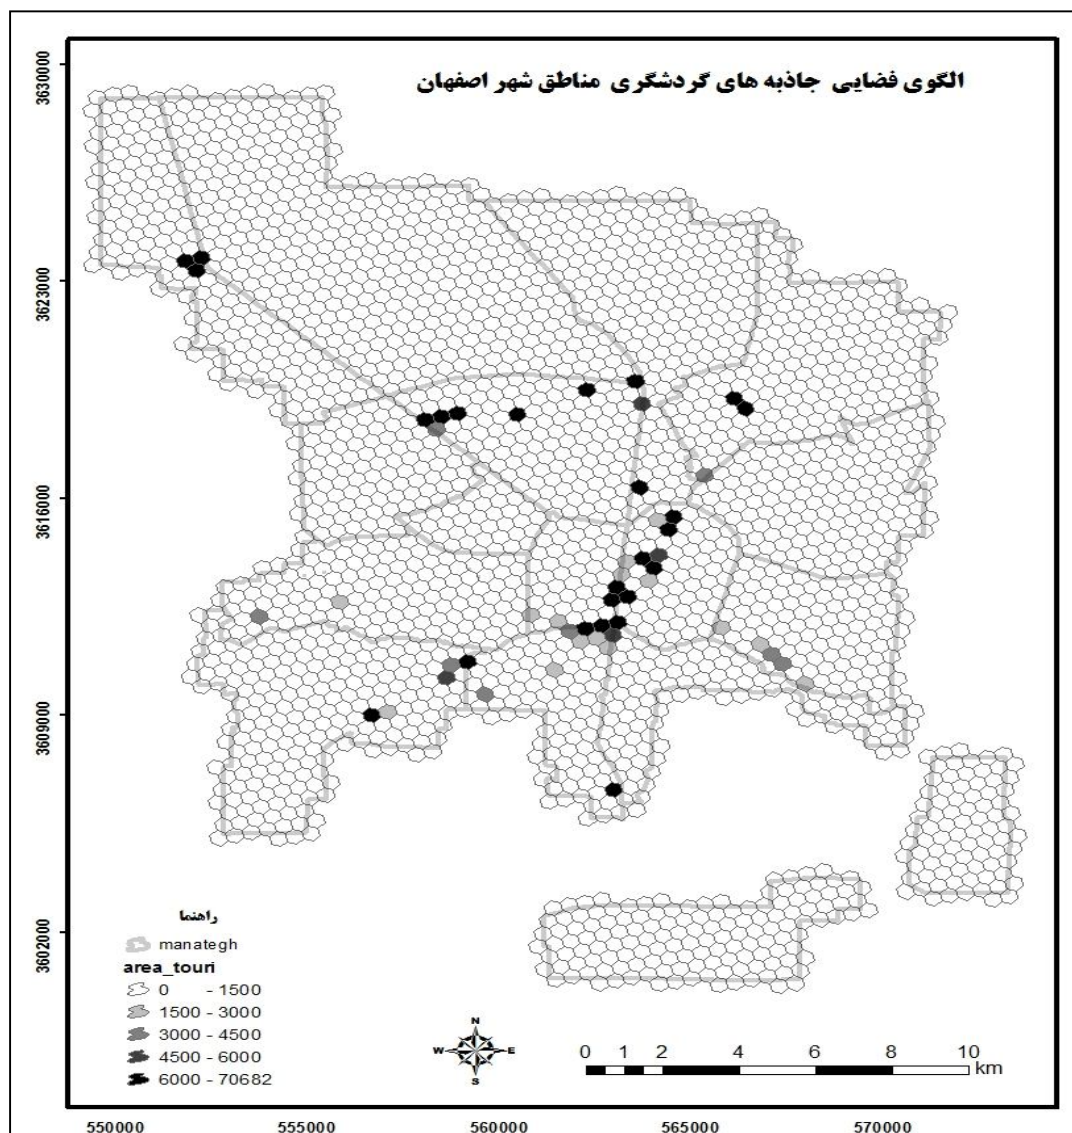 الگوی فضایی جاذبه های گردشگری مناطق شهر اصفهان
3630000
3623000
3616000
3609000
3602000
راهنما
manategh
area_touri
0 - 1500
1500 - 3000
3000 - 4500
4500 - 6000
6000 - 70682
N
W E
S
0 1 2 4 6 8 10
km
550000 555000 560000 565000 570000